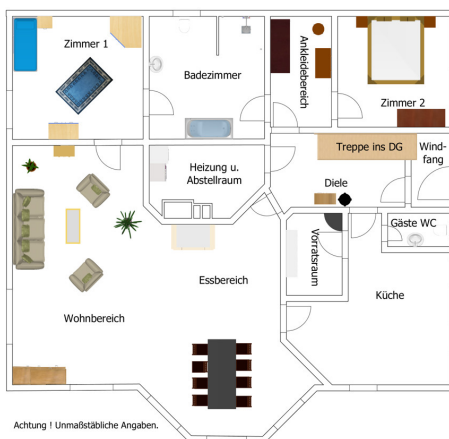 Zimmer 1
Badezimmer
Ankleidebereich
Zimmer 2
Treppe ins DG
Wind-
fang
Heizung u.
Abstellraum
Diele
Gäste WC
Vorratsraum
Essbereich
Küche
Wohnbereich
Achtung ! Unmaßstäbliche Angaben.